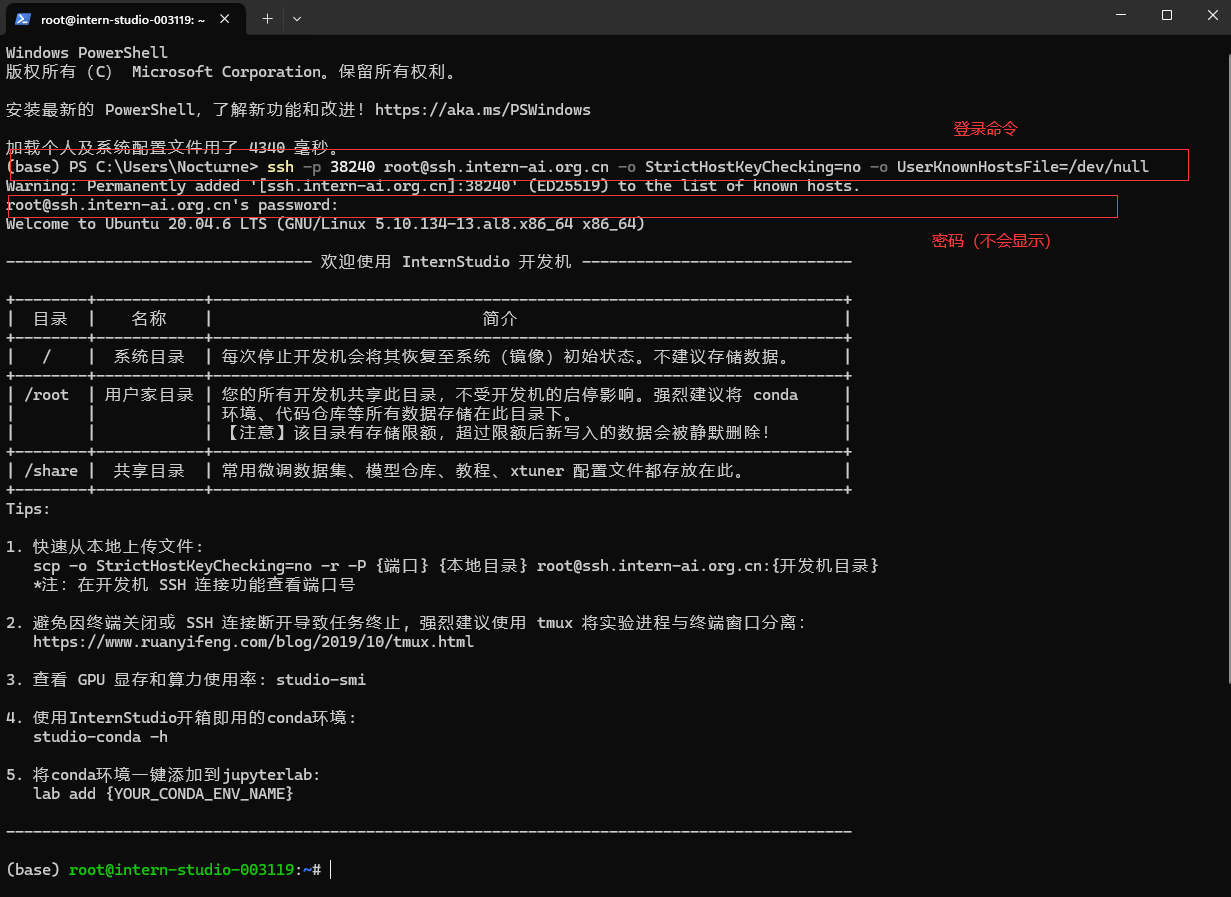 root@intern-studio-003119: ~
Windows PowerShell
版权所有 (C)  Microsoft Corporation。保留所有权利。
安装最新的 PowerShell，了解新功能和改进！https://aka.ms/PSWindows
登录命令
加载个人及系统配置文件用了 4340 毫秒。
(base) PS C:\Users\Nocturne> ssh -p 38240 root@ssh.intern-ai.org.cn -o StrictHostKeyChecking=no -o UserKnownHostsFile=/dev/null
Warning: Permanently added '[ssh.intern-ai.org.cn]:38240' (ED25519) to the list of known hosts.
root@ssh.intern-ai.org.cn's password:
Welcome to Ubuntu 20.04.6 LTS (GNU/Linux 5.10.134-13.al8.x86_64 x86_64)
密码（不会显示）
---------------------------------- 欢迎使用 InternStudio 开发机 ------------------------------
+--------+------------+----------------------------------------------------------------------+
|  目录  |    名称    |                              简介                                    |
+--------+------------+----------------------------------------------------------------------+
|   /    |  系统目录  | 每次停止开发机会将其恢复至系统（镜像）初始状态。不建议存储数据。      |
+--------+------------+----------------------------------------------------------------------+
| /root  | 用户家目录 | 您的所有开发机共享此目录，不受开发机的启停影响。强烈建议将 conda     |
|        |            | 环境、代码仓库等所有数据存储在此目录下。                             |
|        |            | 【注意】该目录有存储限额，超过限额后新写入的数据会被静默删除！       |
+--------+------------+----------------------------------------------------------------------+
| /share |  共享目录  | 常用微调数据集、模型仓库、教程、xtuner 配置文件都存放在此。          |
+--------+------------+----------------------------------------------------------------------+
Tips:
1. 快速从本地上传文件：
scp -o StrictHostKeyChecking=no -r -P {端口} {本地目录} root@ssh.intern-ai.org.cn:{开发机目录}
*注：在开发机 SSH 连接功能查看端口号
2. 避免因终端关闭或 SSH 连接断开导致任务终止，强烈建议使用 tmux 将实验进程与终端窗口分离：
https://www.ruanyifeng.com/blog/2019/10/tmux.html
3. 查看 GPU 显存和算力使用率：studio-smi
4. 使用InternStudio开箱即用的conda环境：
studio-conda -h
5. 将conda环境一键添加到jupyterlab:
lab add {YOUR_CONDA_ENV_NAME}
----------------------------------------------------------------------------------------------
(base) root@intern-studio-003119:~#